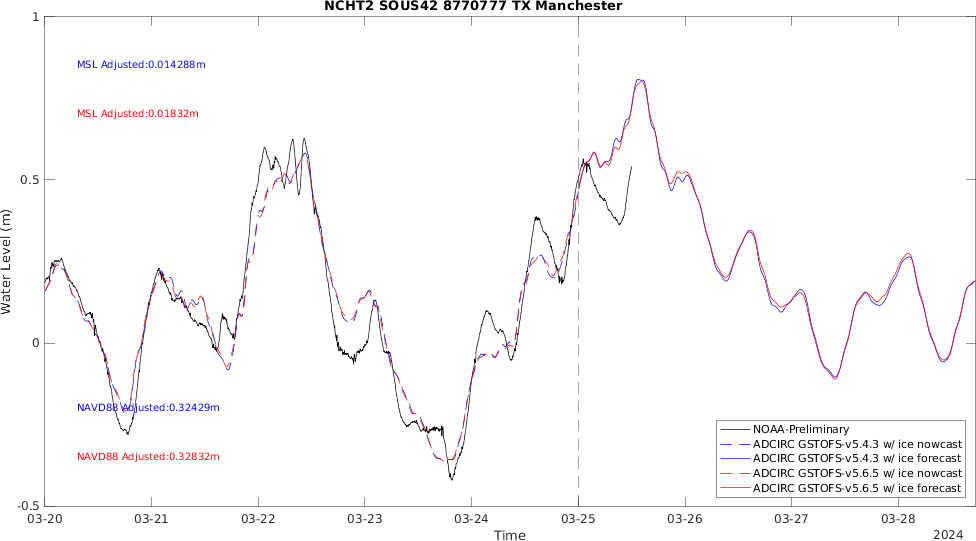 NCHT2 SOUS42 8770777 TX Manchester
1
MSL Adjusted:0.014288m
MSL Adjusted:0.01832m
0.5
Water Level (m)
0
NAVD88 Adjusted:0.32429m
NAVD88 Adjusted:0.32832m
NOAA-Preliminary
ADCIRC GSTOFS-v5.4.3 w/ ice nowcast
ADCIRC GSTOFS-v5.4.3 w/ ice forecast
ADCIRC GSTOFS-v5.6.5 w/ ice nowcast
ADCIRC GSTOFS-v5.6.5 w/ ice forecast
-0.5
03-20 03-21 03-22 03-23 03-24 03-25 03-26 03-27 03-28
Time
2024